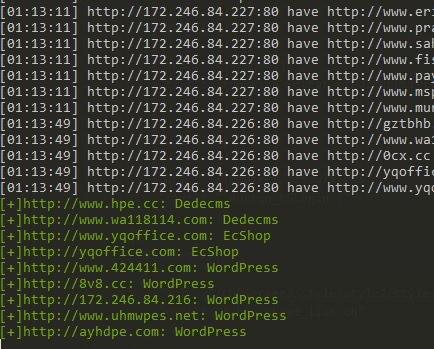 [01:13:11] http://172.246.84.227:80 have http://www.eri
[01:13:11] http://172.246.84.227:80 have http://www.pra
[01:13:11] http://172.246.84.227:80 have http://www.sah
[01:13:11] http://172.246.84.227:80 have http://www.fis
[01:13:11] http://172.246.84.227:80 have http://www.pay
[01:13:11] http://172.246.84.227:80 have http://www.msp
[01:13:11] http://172.246.84.227:80 have http://www.mur
[01:13:49] http://172.246.84.226:80 have http://gztbhb
[01:13:49] http://172.246.84.226:80 have http://www.wa1
[01:13:49] http://172.246.84.226:80 have http://0cx.cc
[01:13:49] http://172.246.84.226:80 have http://yqoffic
[01:13:49] http://172.246.84.226:80 have http://www.yqo
[+]http://www.hpe.cc: Dedecms
[+]http://www.wa118114.com: Dedecms
[+]http://www.yqoffice.com: EcShop
[+]http://yqoffice.com: EcShop
[+]http://www.424411.com: WordPress
[+]http://8v8.cc: WordPress
[+]http://172.246.84.216: WordPress
[+]http://www.uhmwpes.net: WordPress
[+]http://ayhdpe.com: WordPress